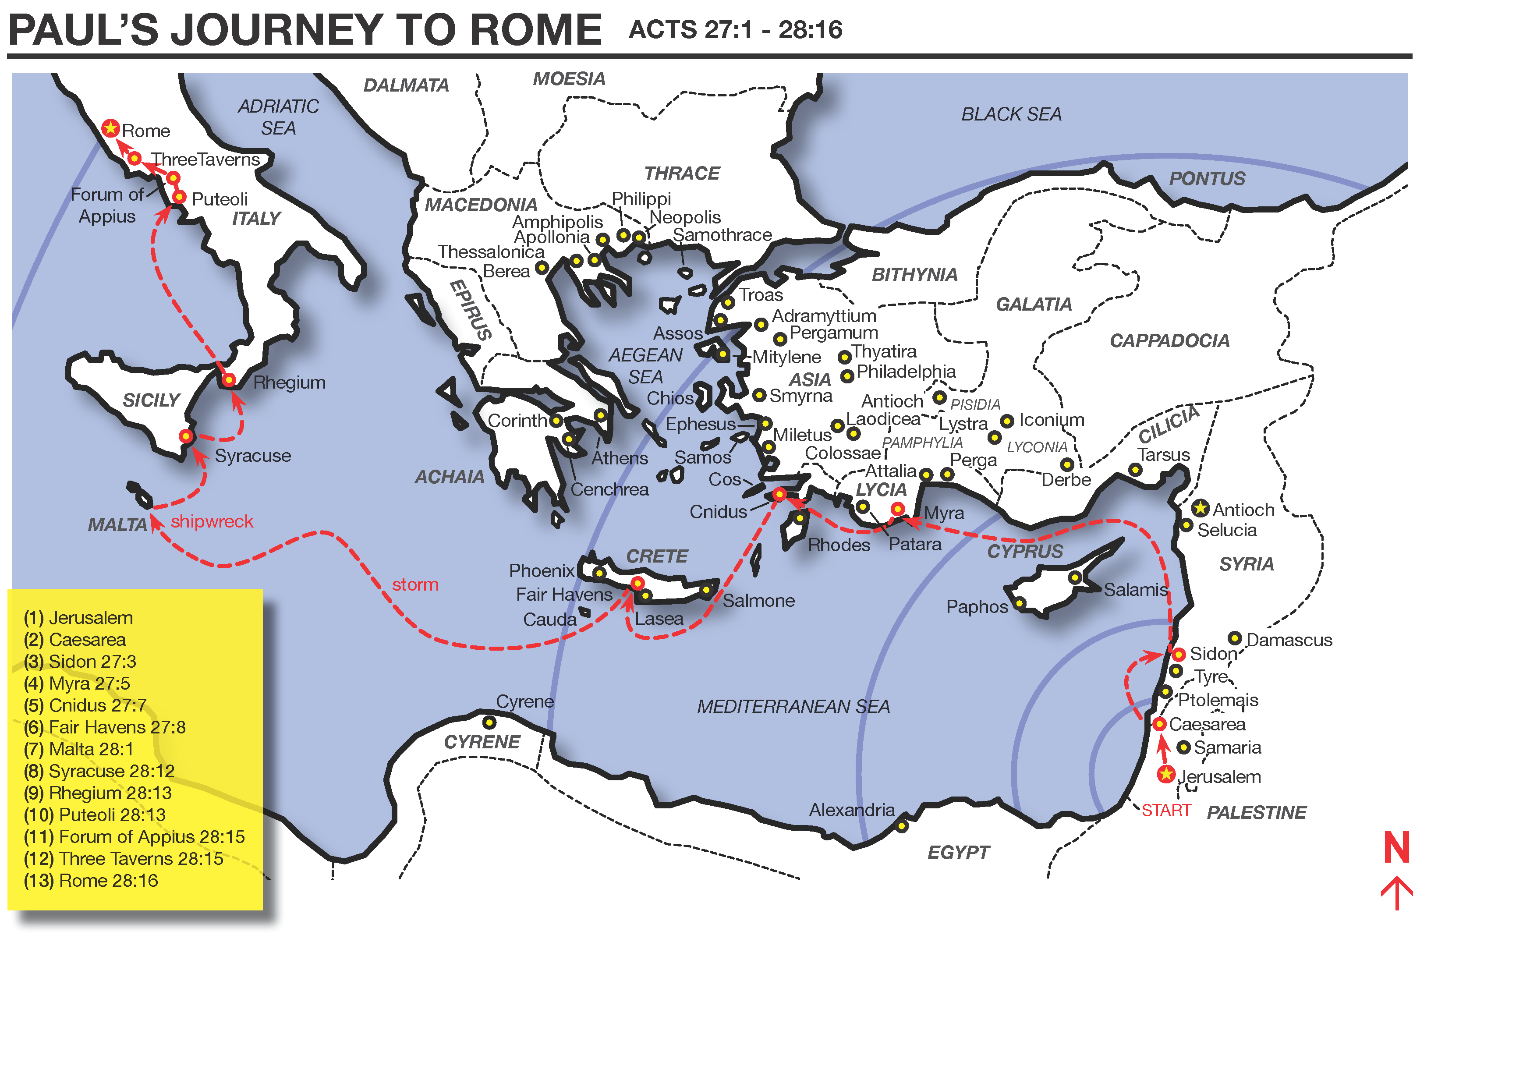 PAUL'S JOURNEY TO ROME ACTS 27:1 - 28:16
DALMATA
MOESIA
ADRIATIC
SEA
BLACK SEA
Rome
ThreeTaverns
Forum of
Appius
Puteoli
ITALY
THRACE
PONTUS
MACEDONIA
Philippi
Neopolis
Amphipolis
Apollonia
Samothrace
Thessalonica
Berea
EPIRUS
BITHYNIA
GALATIA
CAPPADOCIA
Troas
Adramyttium
Pergamum
Assos
AEGEAN
SEA
Mitylene
Thyatira
ASIA
Philadelphia
Rhegium
SICILY
Chios
Smyrna
Antioch
PISIDIA
Corinth
Ephesus
Laodicea
Lystra
Iconium
CILICIA
Miletus
PAMPHYLIA
LYCONIA
Syracuse
Athens
Samos
Colossae
Tarsus
ACHAIA
Cenchrea
Cos
Attalia
Perga
Derbe
LYCIA
MALTA
shipwreck
Cnidus
Myra
Antioch
Selucia
Rhodes
Patara
CYPRUS
CRETE
SYRIA
Phoenix
storm
Fair Havens
Salmone
Salamis
Cauda
Lasea
Paphos
Damascus
Sidon
Tyre
Ptolemais
Cyrene
MEDITERRANEAN SEA
Caesarea
CYRENE
Samaria
Jerusalem
Alexandria
START
PALESTINE
EGYPT
N
(1) Jerusalem
(2) Caesarea
(3) Sidon 27:3
(4) Myra 27:5
(5) Cnidus 27:7
(6) Fair Havens 27:8
(7) Malta 28:1
(8) Syracuse 28:12
(9) Rhegium 28:13
(10) Puteoli 28:13
(11) Forum of Appius 28:15
(12) Three Taverns 28:15
(13) Rome 28:16